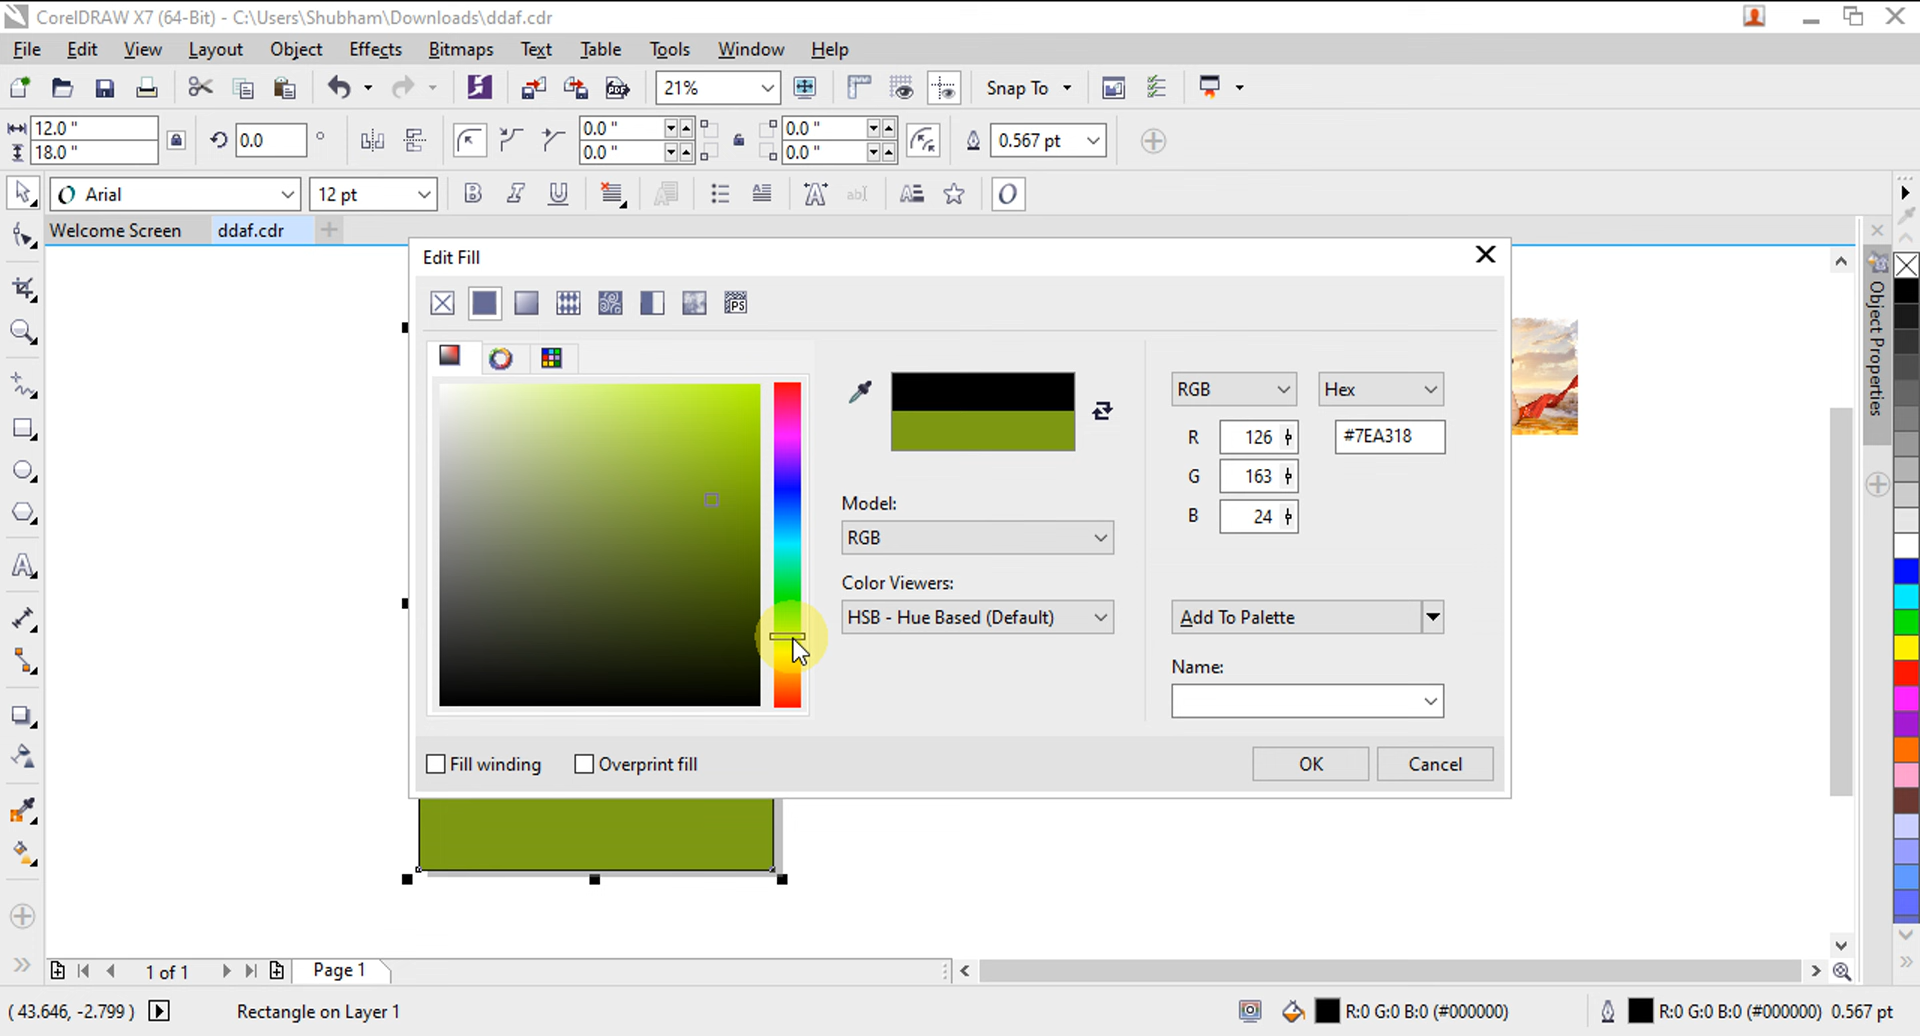 CorelDRAW X7 (64-Bit) - C:\Users\Shubham\Downloads\ddaf.cdr
File Edit View Layout Object Effects Bitmaps Text Table Tools Window Help
PDF 21% Snap To
12.0 "
18.0 "
0.0 °
0.0 " 0.0 "
0.0 " 0.0 "
0.567 pt
O Arial 12 pt B I U A ab| A O
Welcome Screen ddaf.cdr
Edit Fill
PS
Object Properties
RGB Hex
R 126 #7EA318
G 163
B 24
Model:
RGB
Color Viewers:
HSB - Hue Based (Default)
Add To Palette
Name:
Fill winding Overprint fill OK Cancel
1 of 1 Page 1
( 43.646, -2.799 ) Rectangle on Layer 1 R:0 G:0 B:0 (#000000) R:0 G:0 B:0 (#000000) 0.567 pt